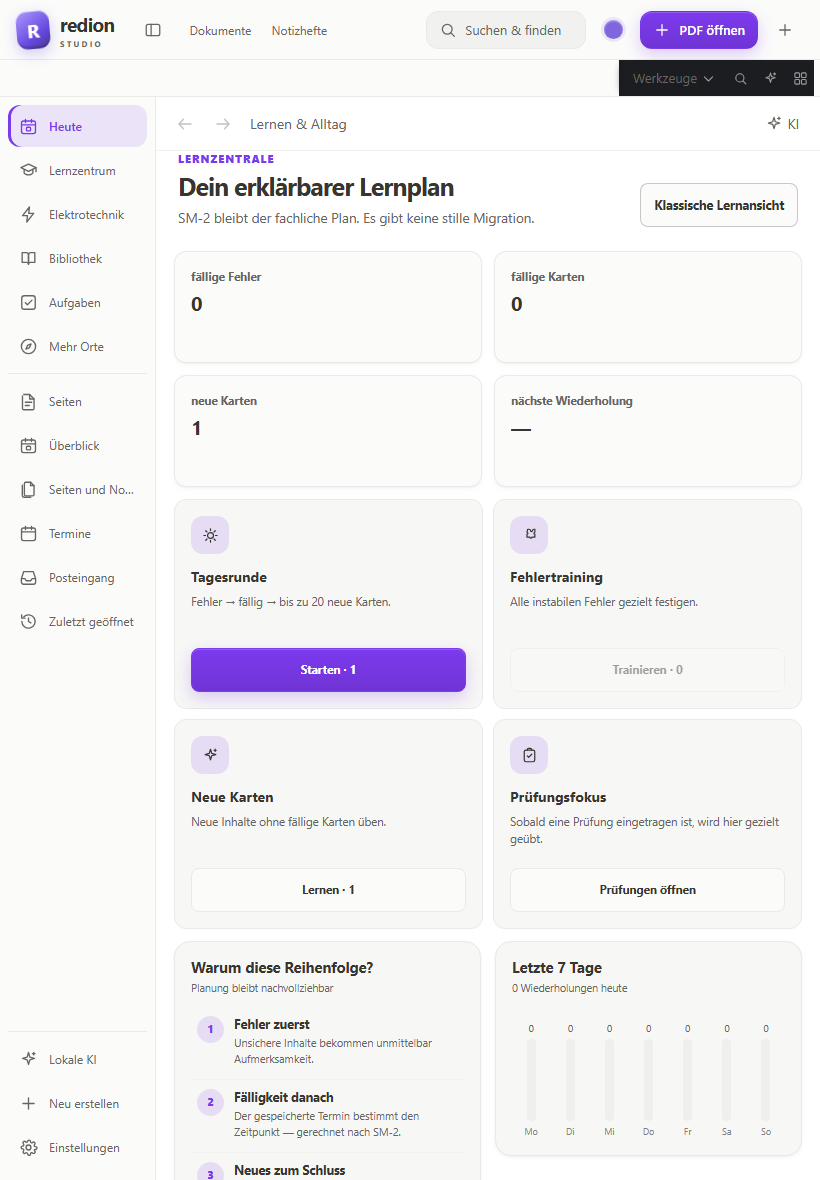 R
redion
STUDIO
Dokumente
Notizhefte
Suchen & finden
PDF öffnen
Werkzeuge
Heute
Lernzentrum
Elektrotechnik
Bibliothek
Aufgaben
Mehr Orte
Seiten
Überblick
Seiten und No...
Termine
Posteingang
Zuletzt geöffnet
Lokale KI
Neu erstellen
Einstellungen
Lernen & Alltag
KI
LERNZENTRALE
Dein erklärbarer Lernplan
SM-2 bleibt der fachliche Plan. Es gibt keine stille Migration.
Klassische Lernansicht
fällige Fehler
0
fällige Karten
0
neue Karten
1
nächste Wiederholung
—
Tagesrunde
Fehler → fällig → bis zu 20 neue Karten.
Starten · 1
Fehlertraining
Alle instabilen Fehler gezielt festigen.
Trainieren · 0
Neue Karten
Neue Inhalte ohne fällige Karten üben.
Lernen · 1
Prüfungsfokus
Sobald eine Prüfung eingetragen ist, wird hier gezielt
geübt.
Prüfungen öffnen
Warum diese Reihenfolge?
Planung bleibt nachvollziehbar
1
Fehler zuerst
Unsichere Inhalte bekommen unmittelbar
Aufmerksamkeit.
2
Fälligkeit danach
Der gespeicherte Termin bestimmt den
Zeitpunkt — gerechnet nach SM-2.
3
Neues zum Schluss
Letzte 7 Tage
0 Wiederholungen heute
0 0 0 0 0 0 0
Mo Di Mi Do Fr Sa So